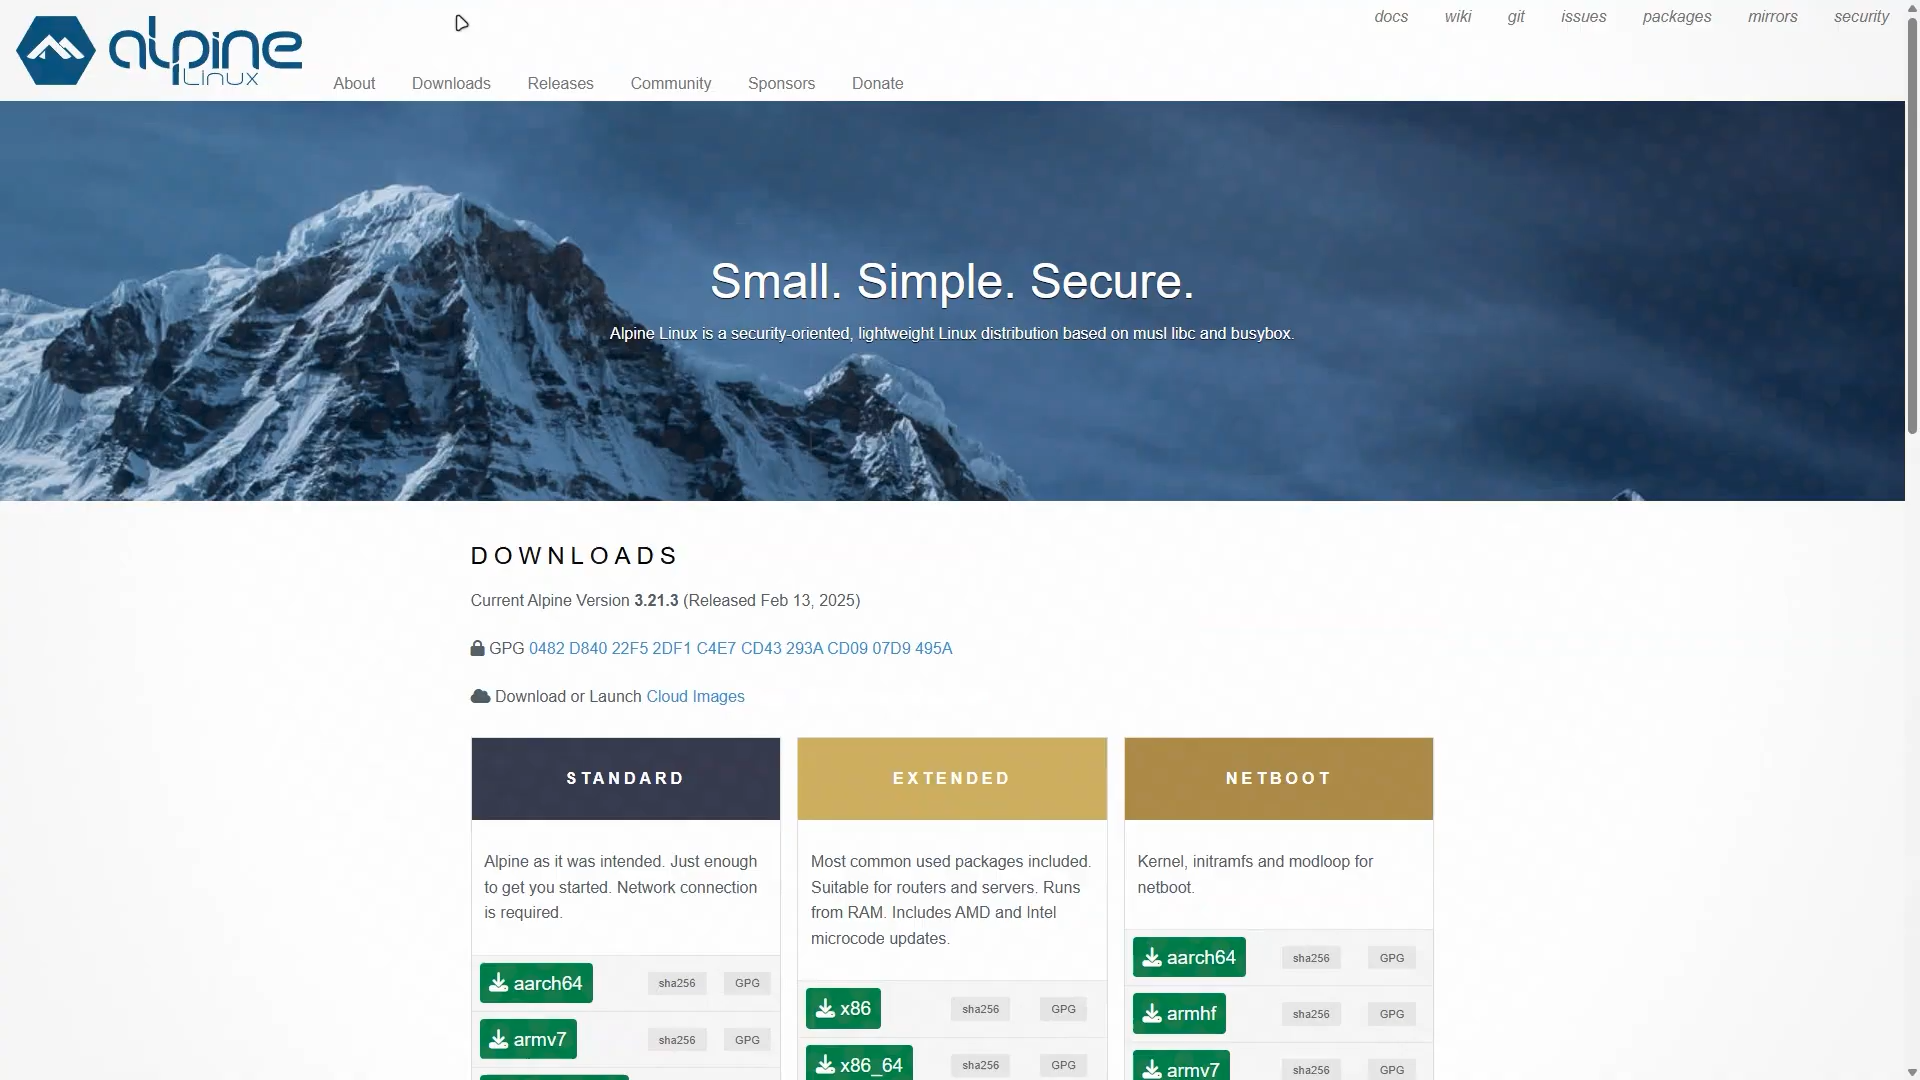 docs wiki git issues packages mirrors security
alpine
Linux
About Downloads Releases Community Sponsors Donate
Small. Simple. Secure.
Alpine Linux is a security-oriented, lightweight Linux distribution based on musl libc and busybox.
DOWNLOADS
Current Alpine Version 3.21.3 (Released Feb 13, 2025)
GPG 0482 D840 22F5 2DF1 C4E7 CD43 293A CD09 07D9 495A
Download or Launch Cloud Images
STANDARD
Alpine as it was intended. Just enough
to get you started. Network connection
is required.
aarch64 sha256 GPG
armv7 sha256 GPG
EXTENDED
Most common used packages included.
Suitable for routers and servers. Runs
from RAM. Includes AMD and Intel
microcode updates.
x86 sha256 GPG
x86_64 sha256 GPG
NETBOOT
Kernel, initramfs and modloop for
netboot.
aarch64 sha256 GPG
armhf sha256 GPG
armv7 sha256 GPG